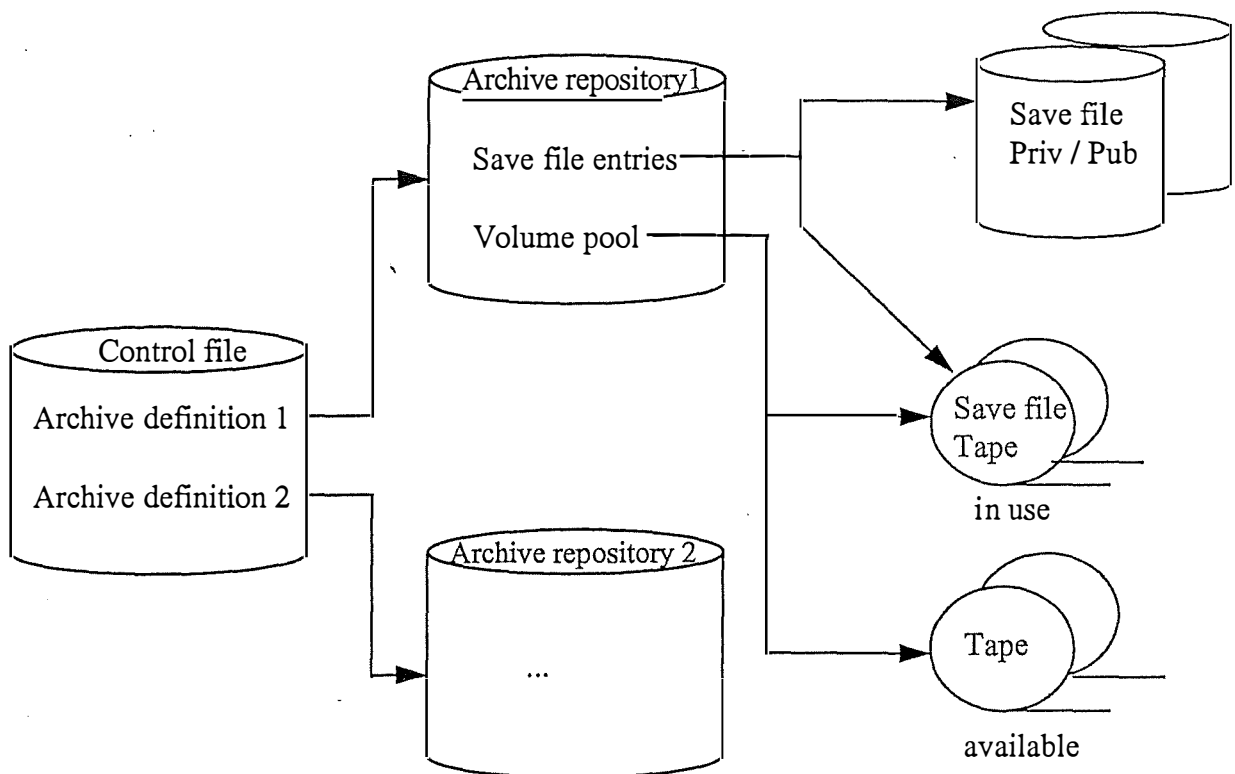 Archive repository1
Save file entries
Volume pool
Save file
Priv / Pub
Control file
Archive definition 1
Archive definition 2
Save file
Tape
in use
Archive repository 2
...
Tape
available